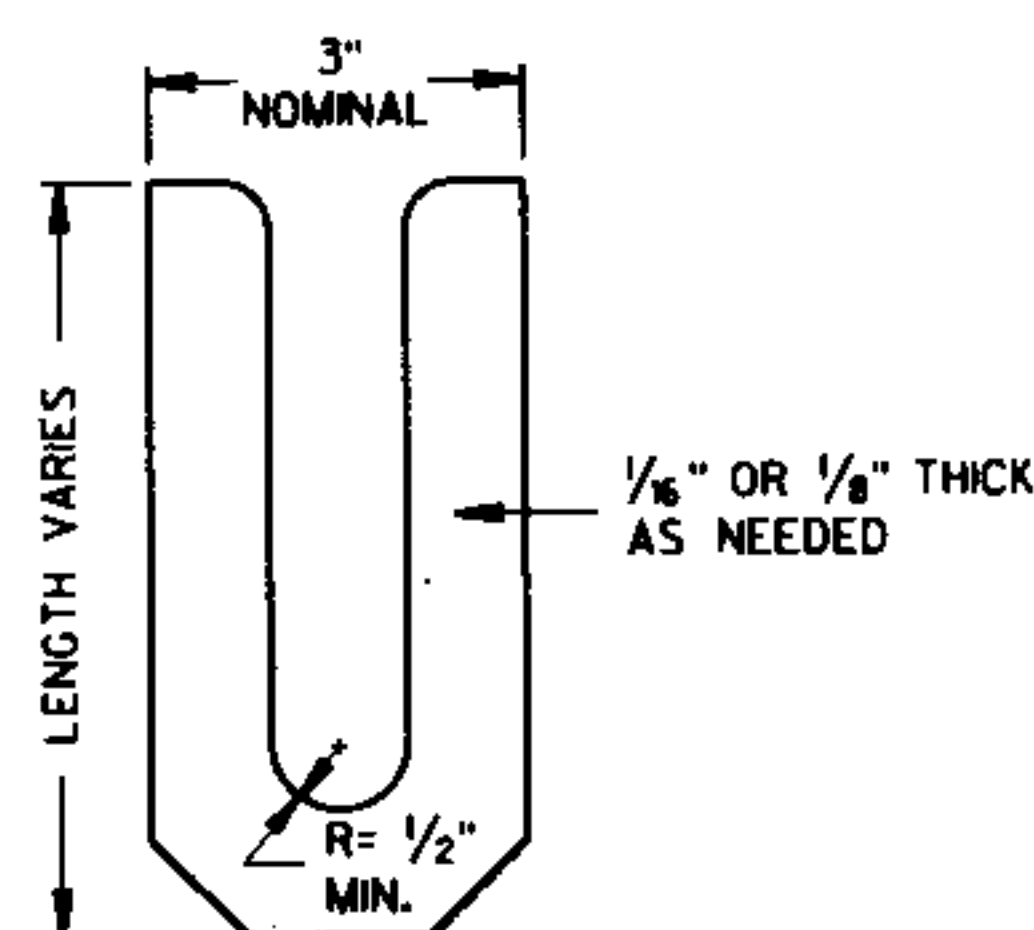 3"
NOMINAL
LENGTH VARIES
1/16" OR 1/8" THICK
AS NEEDED
R= 1/2"
MIN.